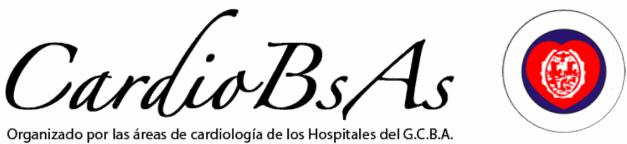 CardioBsAs
Organizado por las áreas de cardiología de los Hospitales del G.C.B.A.